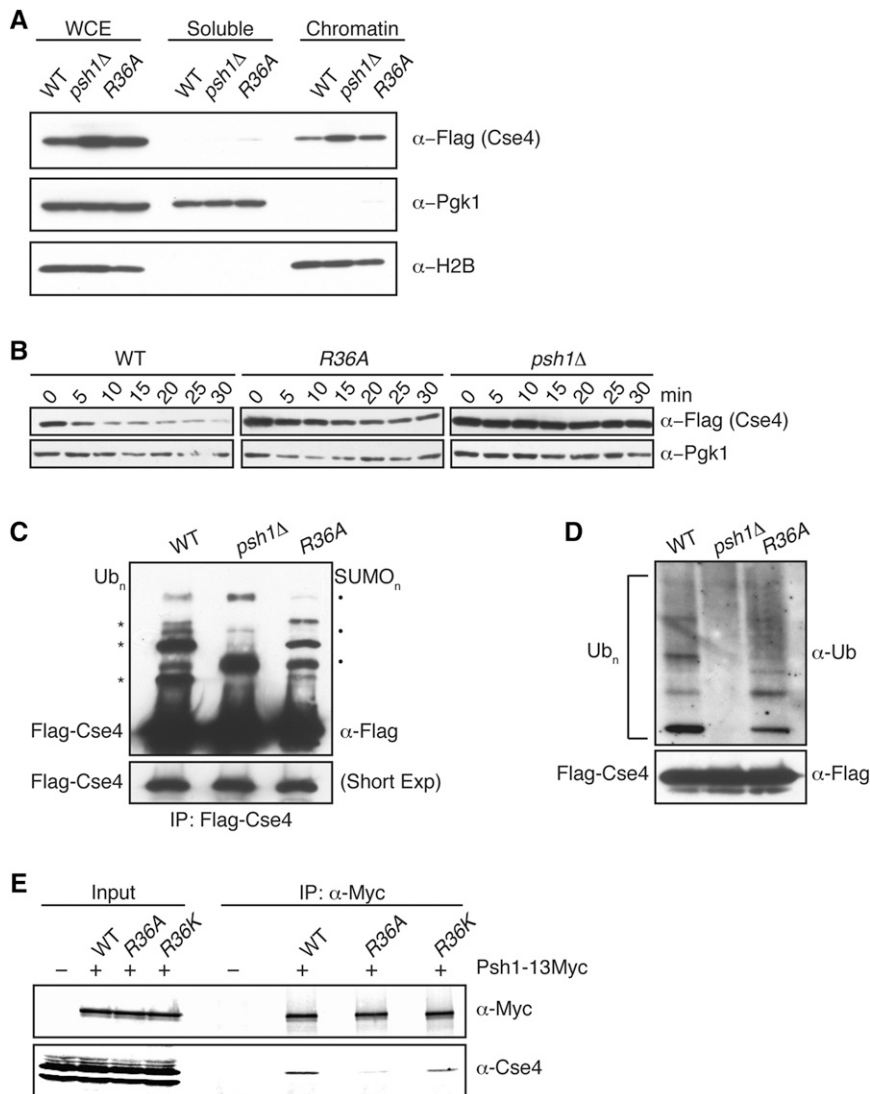 A
WCE Soluble Chromatin
WT psh1Δ R36A WT psh1Δ R36A WT psh1Δ R36A
α–Flag (Cse4)
α–Pgk1
α–H2B
B
WT R36A psh1Δ
0 5 10 15 20 25 30 0 5 10 15 20 25 30 0 5 10 15 20 25 30 min
α–Flag (Cse4)
α–Pgk1
C
WT psh1Δ R36A
Ubn SUMOn
*
*
*
•
•
•
Flag-Cse4 α-Flag
Flag-Cse4 (Short Exp)
IP: Flag-Cse4
D
WT psh1Δ R36A
Ubn α-Ub
Flag-Cse4 α-Flag
E
Input IP: α-Myc
WT R36A R36K WT R36A R36K
– + + + – + + + Psh1-13Myc
α-Myc
α-Cse4